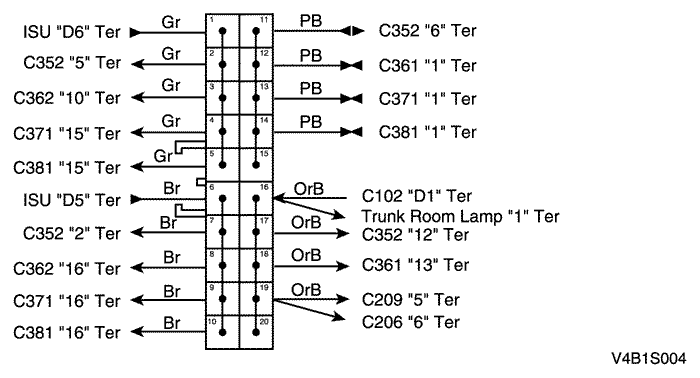 ISU "D6" Ter Gr 1 11 PB C352 "6" Ter
C352 "5" Ter Gr 2 12 PB C361 "1" Ter
C362 "10" Ter Gr 3 13 PB C371 "1" Ter
C371 "15" Ter Gr 4 14 PB C381 "1" Ter
C381 "15" Ter Gr 5 15
ISU "D5" Ter Br 6 16 OrB C102 "D1" Ter
Trunk Room Lamp "1" Ter
C352 "2" Ter Br 7 17 OrB C352 "12" Ter
C362 "16" Ter Br 8 18 OrB C361 "13" Ter
C371 "16" Ter Br 9 19 OrB C209 "5" Ter
C206 "6" Ter
C381 "16" Ter Br 10 20
V4B1S004